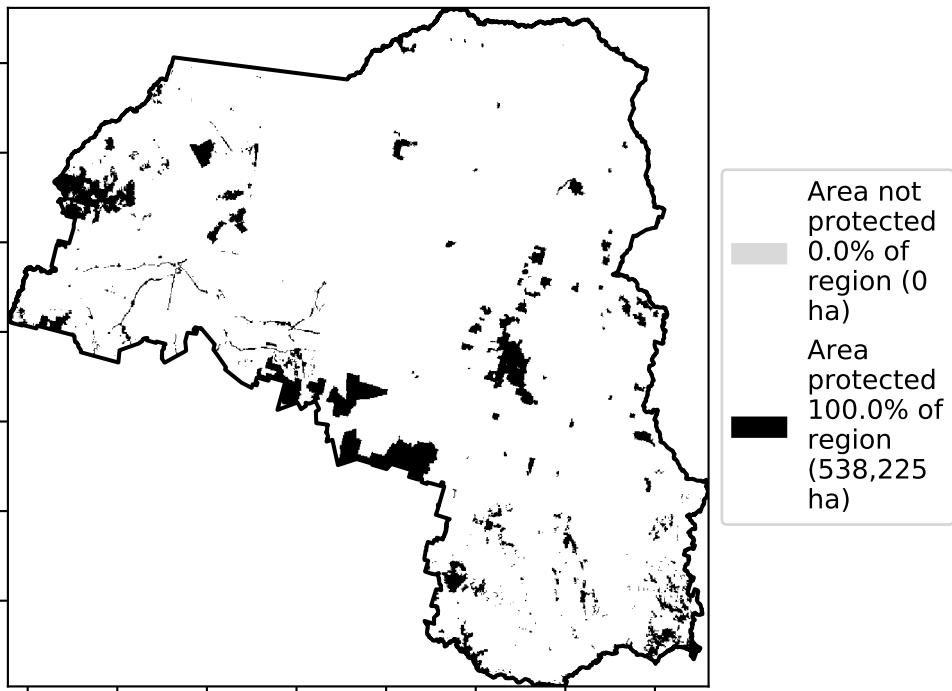 Area not
protected
0.0% of
region (0
ha)
Area
protected
100.0% of
region
(538,225
ha)